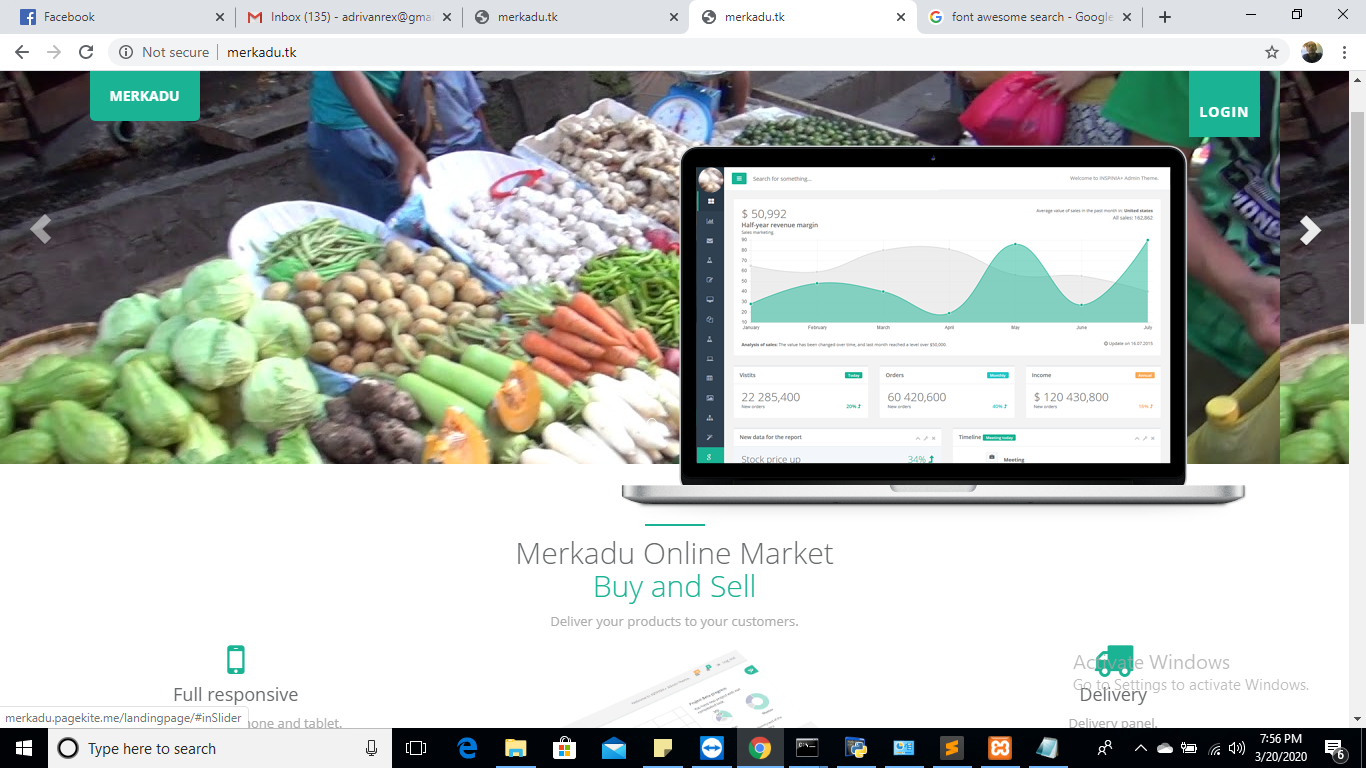 Facebook
Inbox (135) - adrivanrex@gma
merkadu.tk
merkadu.tk
font awesome search - Google
Not secure
merkadu.tk
MERKADU
LOGIN
Search for something...
Welcome to INSPINIA+ Admin Theme.
$ 50,992
Half-year revenue margin
Sales marketing
Average value of sales in the past month in: United states
All sales: 162,862
90
80
70
60
50
40
30
20
10
January February March April May June July
Analysis of sales: The value has been changed over time, and last month reached a level over $50,000.
Update on 16.07.2015
Vistits Today
22 285,400
New orders 20%
Orders Monthly
60 420,600
New orders 40%
Income Annual
$ 120 430,800
New orders 16%
New data for the report
Stock price up 34%
Timeline Meeting today
Meeting
Merkadu Online Market
Buy and Sell
Deliver your products to your customers.
Full responsive
one and tablet.
Delivery
Delivery panel.
Activate Windows
Go to Settings to activate Windows.
merkadu.pagekite.me/landingpage/#inSlider
Type here to search
7:56 PM
3/20/2020
6